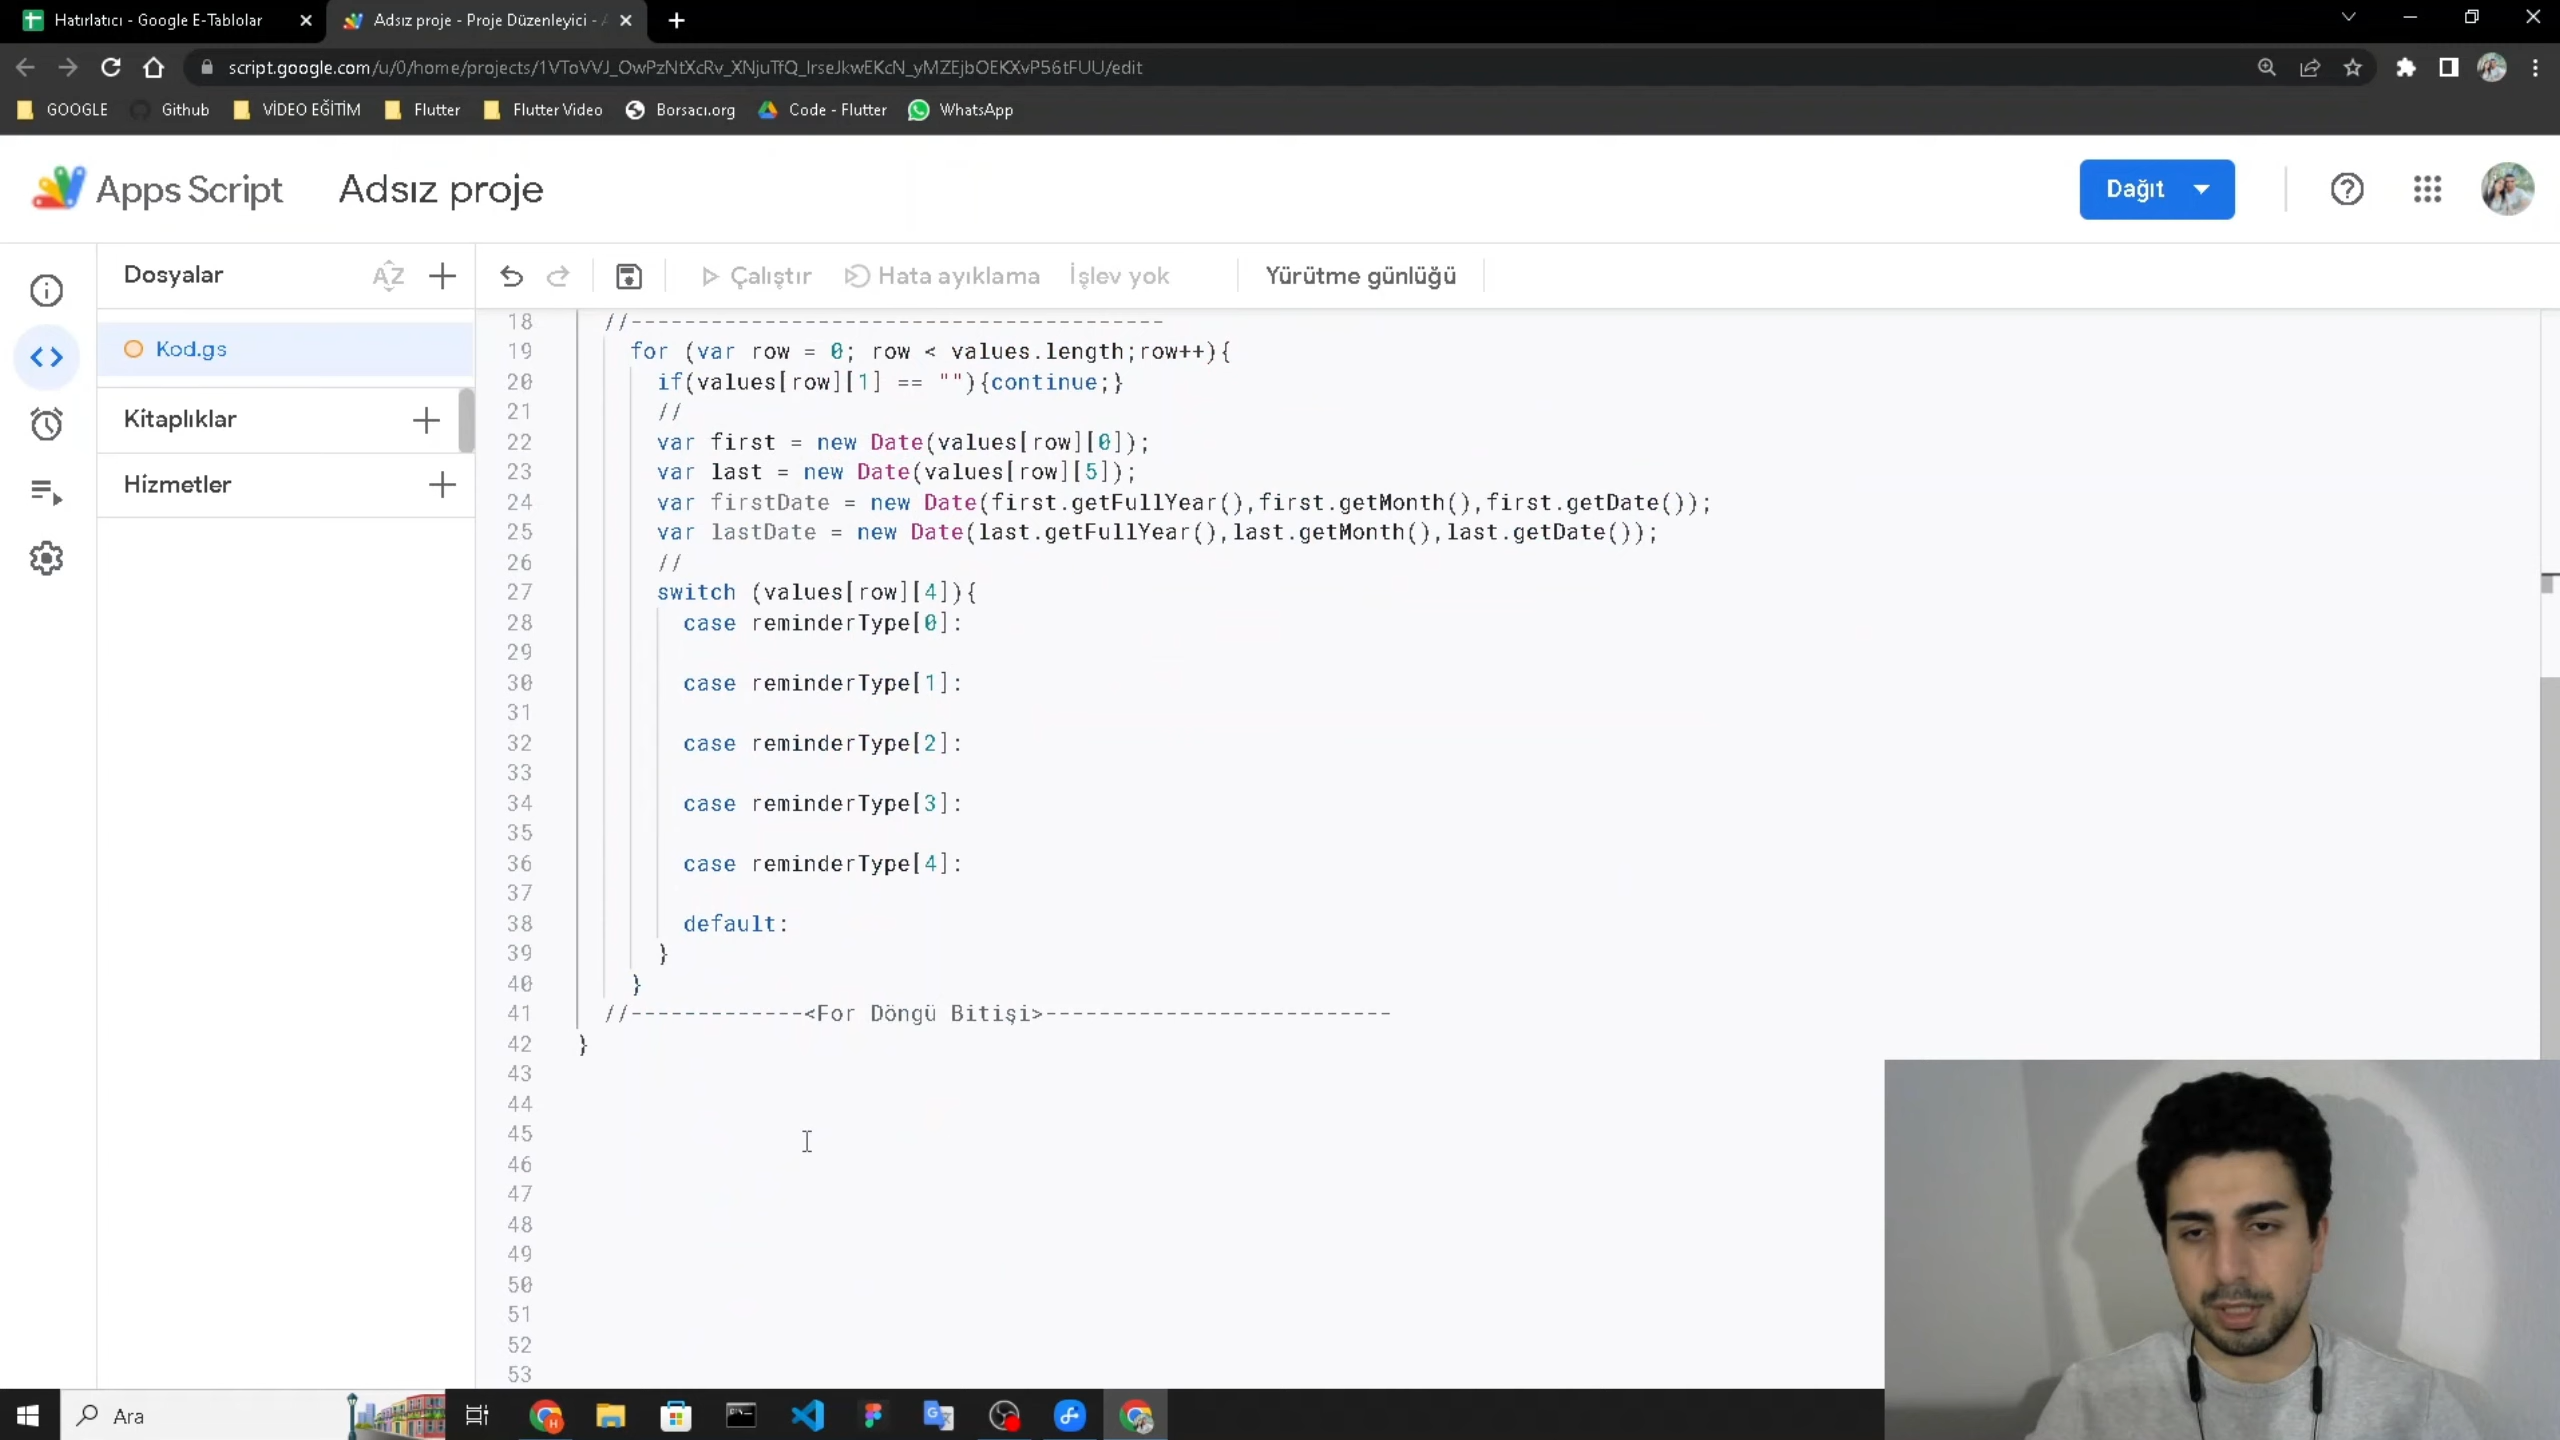 Hatırlatıcı - Google E-Tablolar
Adsız proje - Proje Düzenleyici -
script.google.com/u/0/home/projects/1VToVVJ_OwPzNtXcRv_XNjuTfQ_IrseJkwEKcN_yMZEjbOEKXvP56tFUU/edit
GOOGLE Github VİDEO EĞİTİM Flutter Flutter Video Borsacı.org Code - Flutter WhatsApp
Apps Script Adsız proje Dağıt
Dosyalar AZ Çalıştır Hata ayıklama İşlev yok Yürütme günlüğü
Kod.gs
Kitaplıklar
Hizmetler
18 //----------------------------------------
19 for (var row = 0; row < values.length;row++){
20 if(values[row][1] == ""){continue;}
21 //
22 var first = new Date(values[row][0]);
23 var last = new Date(values[row][5]);
24 var firstDate = new Date(first.getFullYear(),first.getMonth(),first.getDate());
25 var lastDate = new Date(last.getFullYear(),last.getMonth(),last.getDate());
26 //
27 switch (values[row][4]){
28 case reminderType[0]:
29
30 case reminderType[1]:
31
32 case reminderType[2]:
33
34 case reminderType[3]:
35
36 case reminderType[4]:
37
38 default:
39 }
40 }
41 //-------------<For Döngü Bitişi>--------------------------
42 }
43
44
45
46
47
48
49
50
51
52
53
Ara